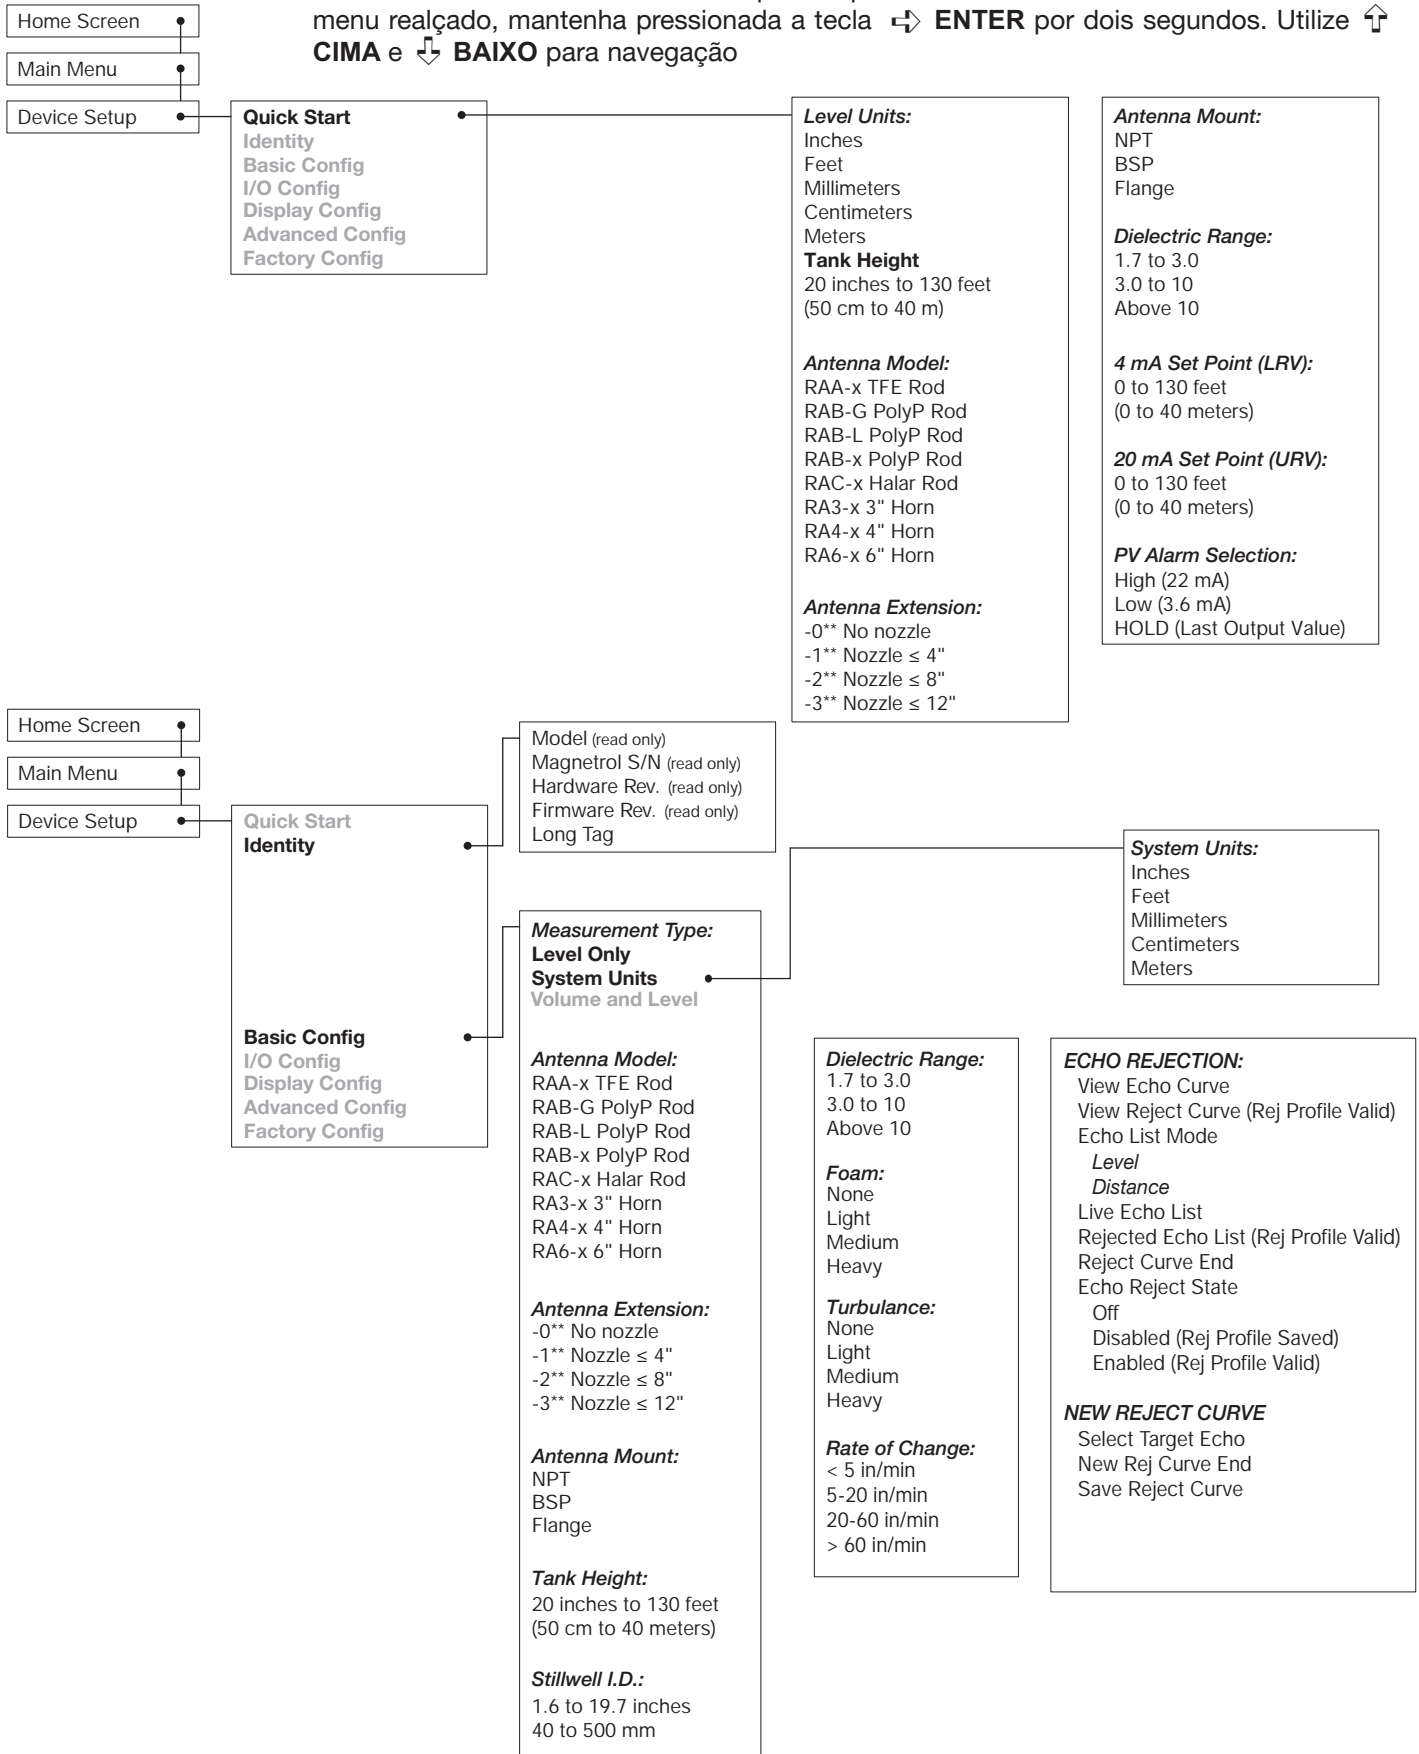 menu realçado, mantenha pressionada a tecla ENTER por dois segundos. Utilize
CIMA e BAIXO para navegação
Home Screen
Main Menu
Device Setup
Quick Start
Identity
Basic Config
I/O Config
Display Config
Advanced Config
Factory Config
Level Units:
Inches
Feet
Millimeters
Centimeters
Meters
Tank Height
20 inches to 130 feet
(50 cm to 40 m)
Antenna Model:
RAA-x TFE Rod
RAB-G PolyP Rod
RAB-L PolyP Rod
RAB-x PolyP Rod
RAC-x Halar Rod
RA3-x 3" Horn
RA4-x 4" Horn
RA6-x 6" Horn
Antenna Extension:
-0** No nozzle
-1** Nozzle ≤ 4"
-2** Nozzle ≤ 8"
-3** Nozzle ≤ 12"
Antenna Mount:
NPT
BSP
Flange
Dielectric Range:
1.7 to 3.0
3.0 to 10
Above 10
4 mA Set Point (LRV):
0 to 130 feet
(0 to 40 meters)
20 mA Set Point (URV):
0 to 130 feet
(0 to 40 meters)
PV Alarm Selection:
High (22 mA)
Low (3.6 mA)
HOLD (Last Output Value)
Home Screen
Main Menu
Device Setup
Quick Start
Identity
Basic Config
I/O Config
Display Config
Advanced Config
Factory Config
Model (read only)
Magnetrol S/N (read only)
Hardware Rev. (read only)
Firmware Rev. (read only)
Long Tag
Measurement Type:
Level Only
System Units
Volume and Level
Antenna Model:
RAA-x TFE Rod
RAB-G PolyP Rod
RAB-L PolyP Rod
RAB-x PolyP Rod
RAC-x Halar Rod
RA3-x 3" Horn
RA4-x 4" Horn
RA6-x 6" Horn
Antenna Extension:
-0** No nozzle
-1** Nozzle ≤ 4"
-2** Nozzle ≤ 8"
-3** Nozzle ≤ 12"
Antenna Mount:
NPT
BSP
Flange
Tank Height:
20 inches to 130 feet
(50 cm to 40 meters)
Stillwell I.D.:
1.6 to 19.7 inches
40 to 500 mm
System Units:
Inches
Feet
Millimeters
Centimeters
Meters
Dielectric Range:
1.7 to 3.0
3.0 to 10
Above 10
Foam:
None
Light
Medium
Heavy
Turbulance:
None
Light
Medium
Heavy
Rate of Change:
< 5 in/min
5-20 in/min
20-60 in/min
> 60 in/min
ECHO REJECTION:
View Echo Curve
View Reject Curve (Rej Profile Valid)
Echo List Mode
Level
Distance
Live Echo List
Rejected Echo List (Rej Profile Valid)
Reject Curve End
Echo Reject State
Off
Disabled (Rej Profile Saved)
Enabled (Rej Profile Valid)
NEW REJECT CURVE
Select Target Echo
New Rej Curve End
Save Reject Curve